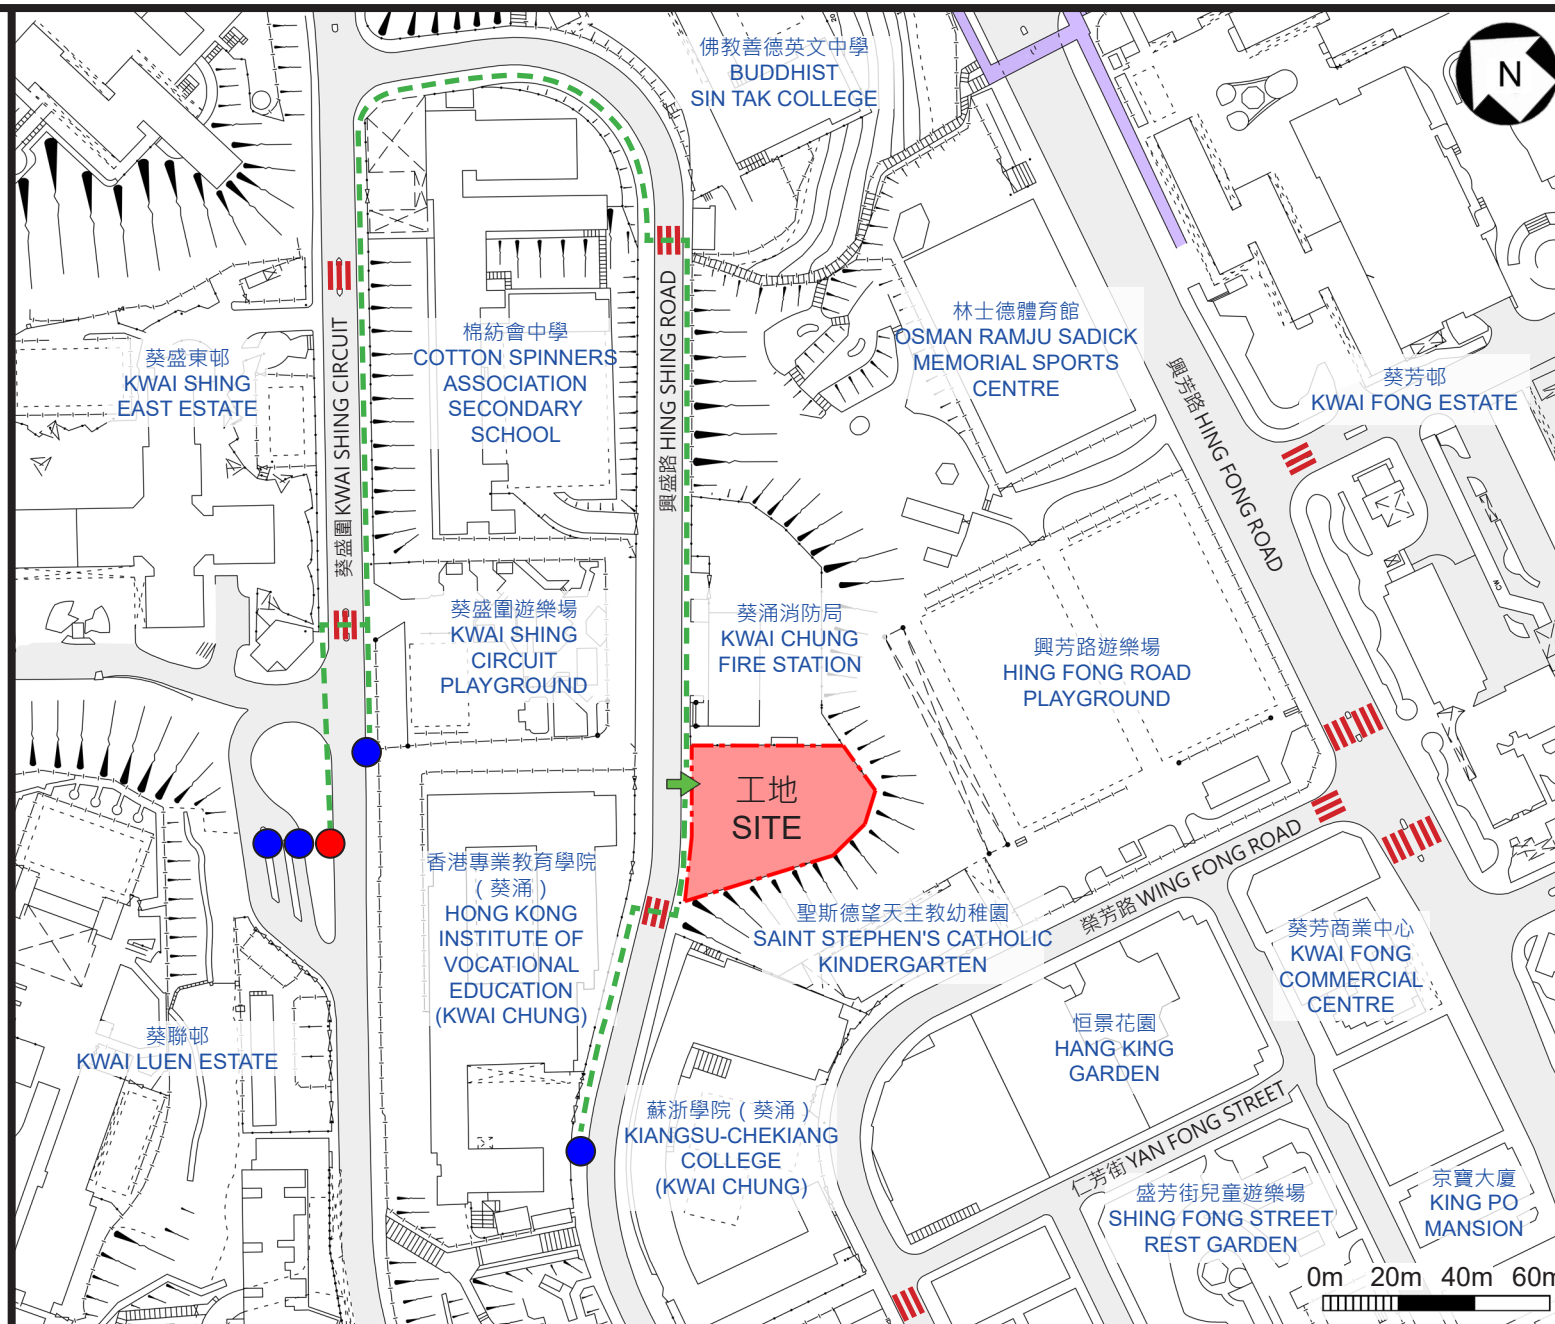 佛教善德英文中學
BUDDHIST
SIN TAK COLLEGE
N
林士德體育館
OSMAN RAMJU SADICK
MEMORIAL SPORTS
CENTRE
棉紡會中學
COTTON SPINNERS
ASSOCIATION
SECONDARY
SCHOOL
葵盛東邨
KWAI SHING
EAST ESTATE
葵盛圍 KWAI SHING CIRCUIT
興盛路 HING SHING ROAD
興芳路 HING FONG ROAD
葵芳邨
KWAI FONG ESTATE
葵盛圍遊樂場
KWAI SHING
CIRCUIT
PLAYGROUND
葵涌消防局
KWAI CHUNG
FIRE STATION
興芳路遊樂場
HING FONG ROAD
PLAYGROUND
工地
SITE
香港專業教育學院
（葵涌）
HONG KONG
INSTITUTE OF
VOCATIONAL
EDUCATION
(KWAI CHUNG)
聖斯德望天主教幼稚園
SAINT STEPHEN'S CATHOLIC
KINDERGARTEN
榮芳路 WING FONG ROAD
葵芳商業中心
KWAI FONG
COMMERCIAL
CENTRE
葵聯邨
KWAI LUEN ESTATE
恒景花園
HANG KING
GARDEN
蘇浙學院（葵涌）
KIANGSU-CHEKIANG
COLLEGE
(KWAI CHUNG)
仁芳街 YAN FONG STREET
盛芳街兒童遊樂場
SHING FONG STREET
REST GARDEN
京寶大廈
KING PO
MANSION
0m 20m 40m 60m